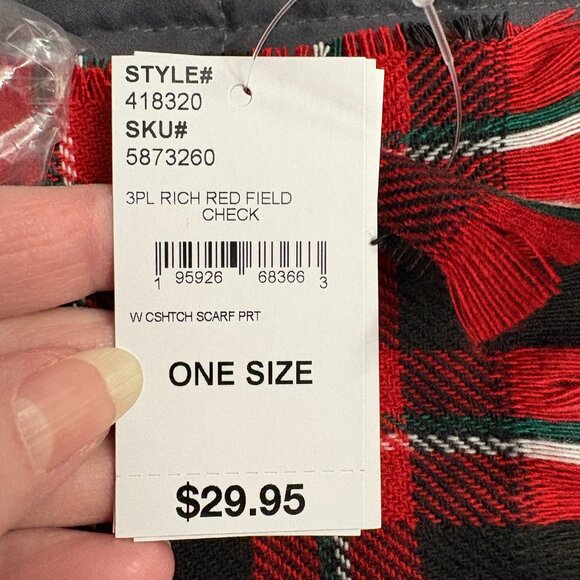 STYLE#
418320
SKU#
5873260
3PL RICH RED FIELD
CHECK
1 95926 68366 3
W CSHTCH SCARF PRT
ONE SIZE
$29.95